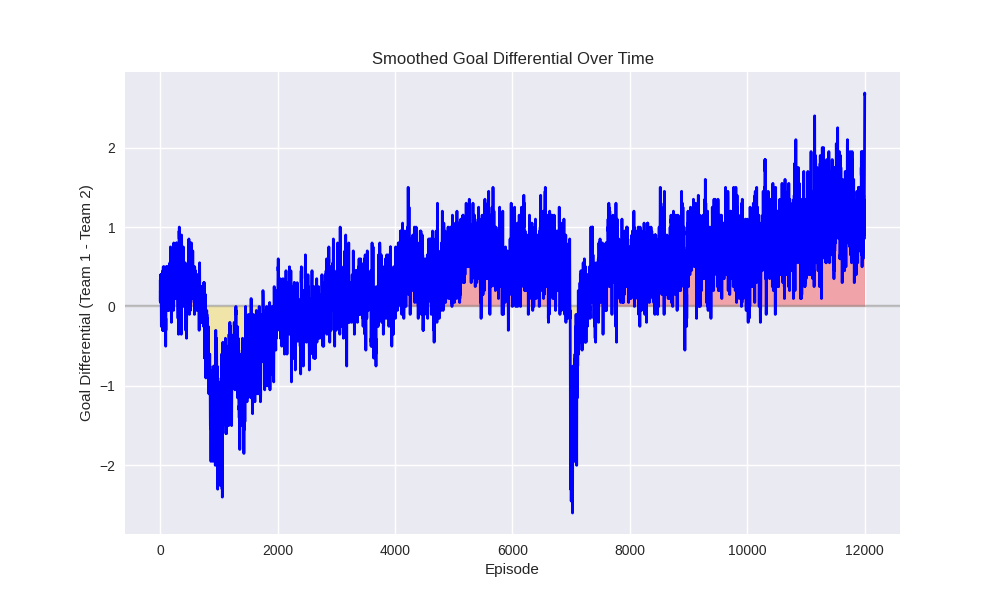 Smoothed Goal Differential Over Time
Goal Differential (Team 1 - Team 2)
2
1
0
−1
−2
0 2000 4000 6000 8000 10000 12000
Episode